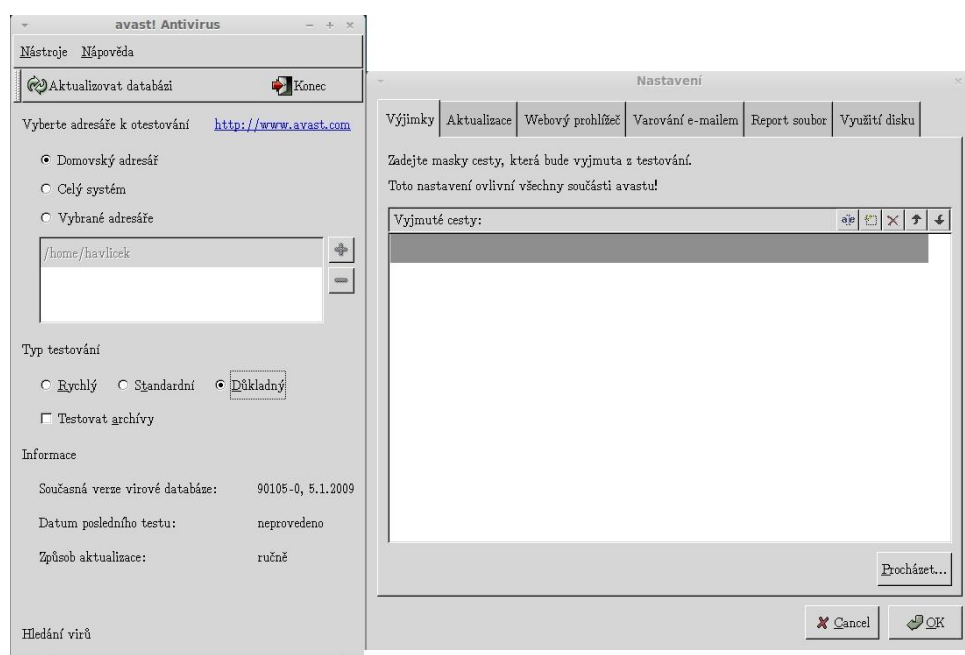 avast! Antivirus
Nástroje Nápověda
Aktualizovat databázi Konec
Vyberte adresáře k otestování http://www.avast.com
Domovský adresář
Celý systém
Vybrané adresáře
/home/havlicek
Typ testování
Rychlý Standardní Důkladný
Testovat archívy
Informace
Současná verze virové databáze: 90105-0, 5.1.2009
Datum posledního testu: neprovedeno
Způsob aktualizace: ručně
Hledání virů
Nastavení
Výjimky Aktualizace Webový prohlížeč Varování e-mailem Report soubor Využití disku
Zadejte masky cesty, která bude vyjmuta z testování.
Toto nastavení ovlivní všechny součásti avastu!
Vyjmuté cesty:
Procházet...
Cancel OK